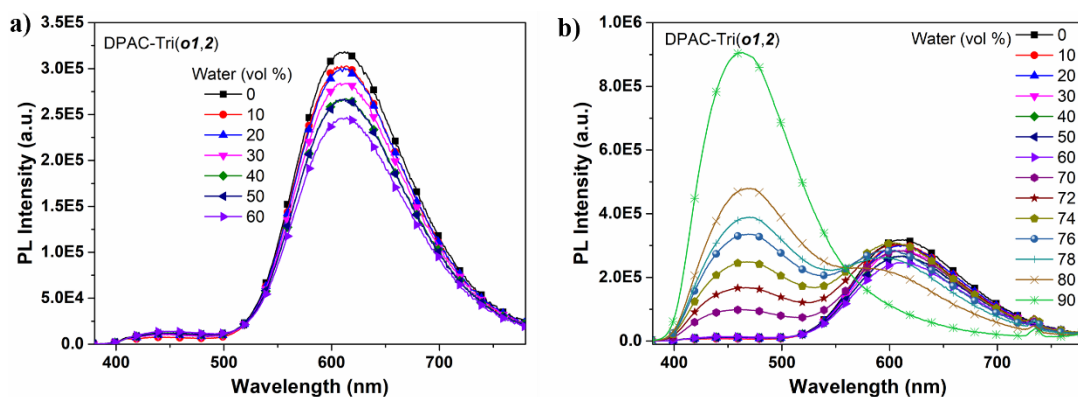 a)
DPAC-Tri(o1,2)
Water (vol %)
0
10
20
30
40
50
60
3.5E5
3.0E5
2.5E5
2.0E5
1.5E5
1.0E5
5.0E4
0.0
PL Intensity (a.u.)
400
500
600
700
Wavelength (nm)
b)
DPAC-Tri(o1,2)
Water (vol %)
0
10
20
30
40
50
60
70
72
74
76
78
80
90
1.0E6
8.0E5
6.0E5
4.0E5
2.0E5
0.0
PL Intensity (a.u.)
400
500
600
700
Wavelength (nm)